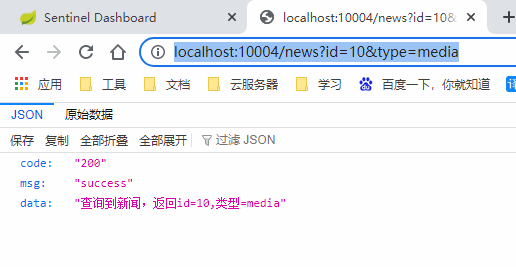 Sentinel Dashboard
localhost:10004/news?id=10&
localhost:10004/news?id=10&type=media
应用 工具 文档 云服务器 学习 百度一下，你就知道 译
JSON 原始数据
保存 复制 全部折叠 全部展开 过滤 JSON
code: "200"
msg: "success"
data: "查询到新闻，返回id=10,类型=media"